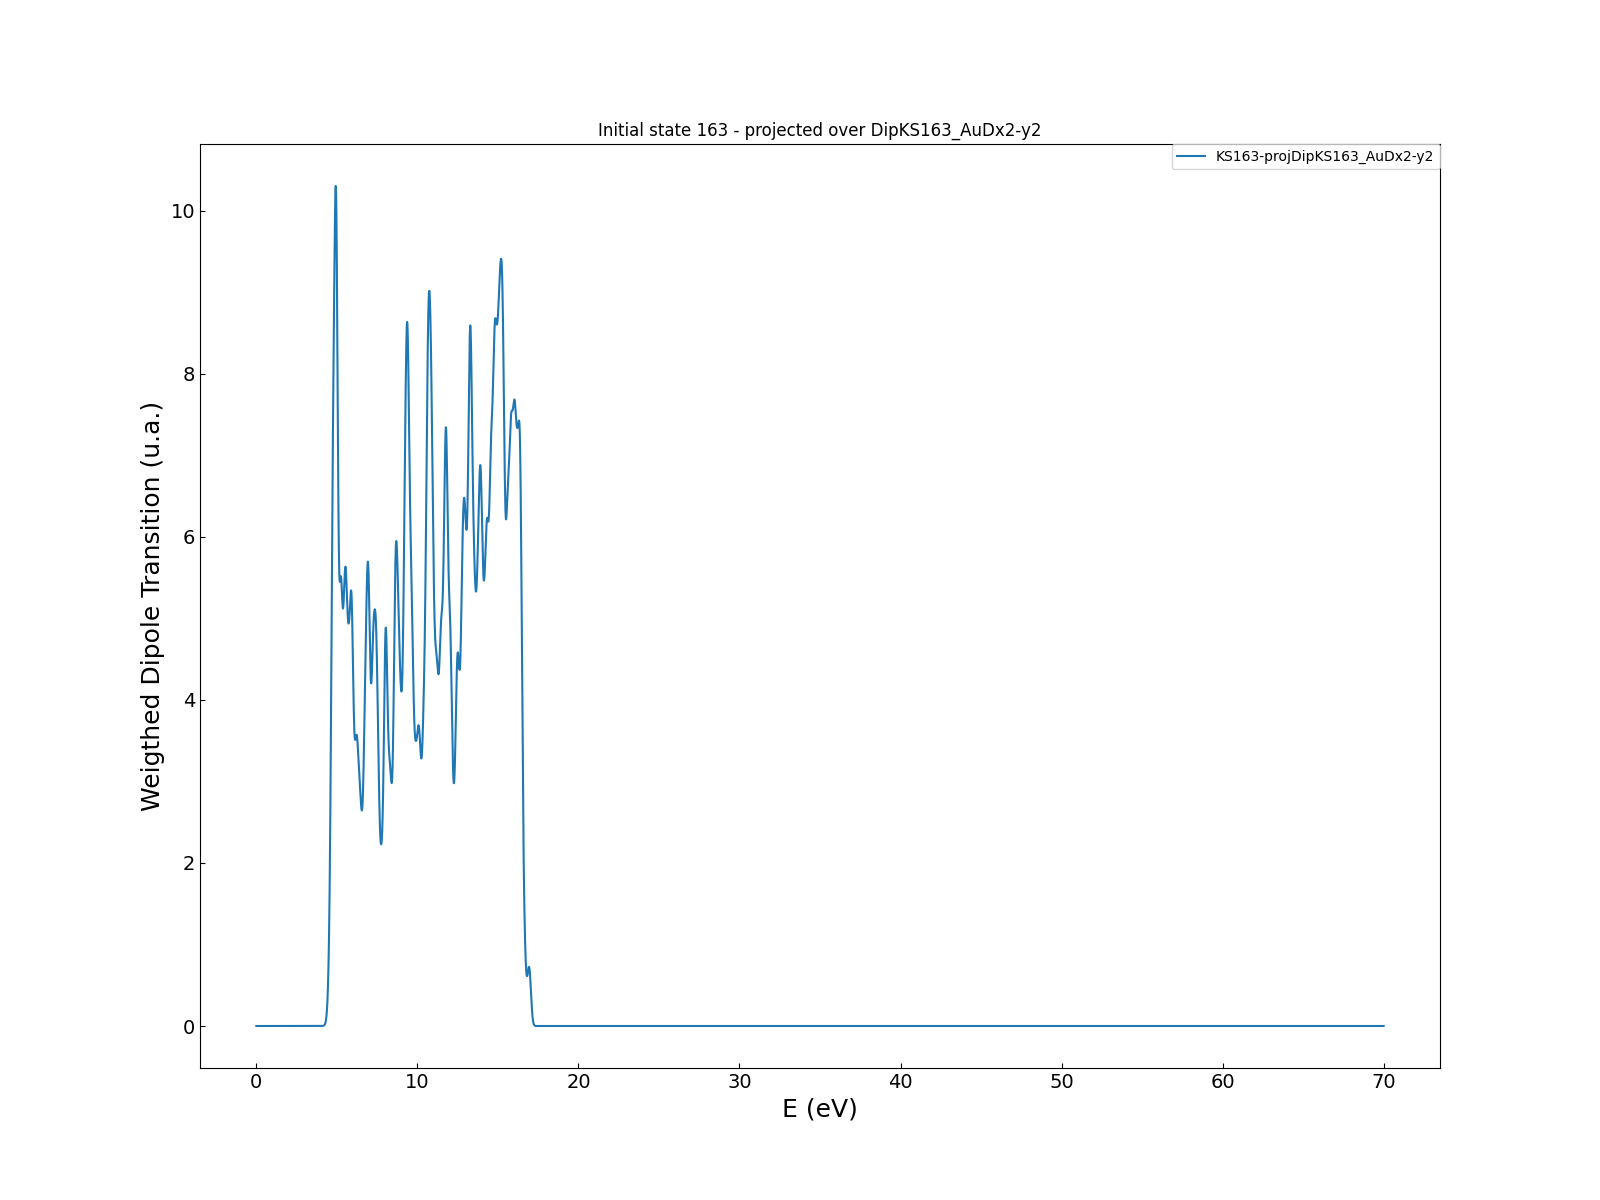 Initial state 163 - projected over DipKS163_AuDx2-y2
KS163-projDipKS163_AuDx2-y2
Weigthed Dipole Transition (u.a.)
10
8
6
4
2
0
0 10 20 30 40 50 60 70
E (eV)